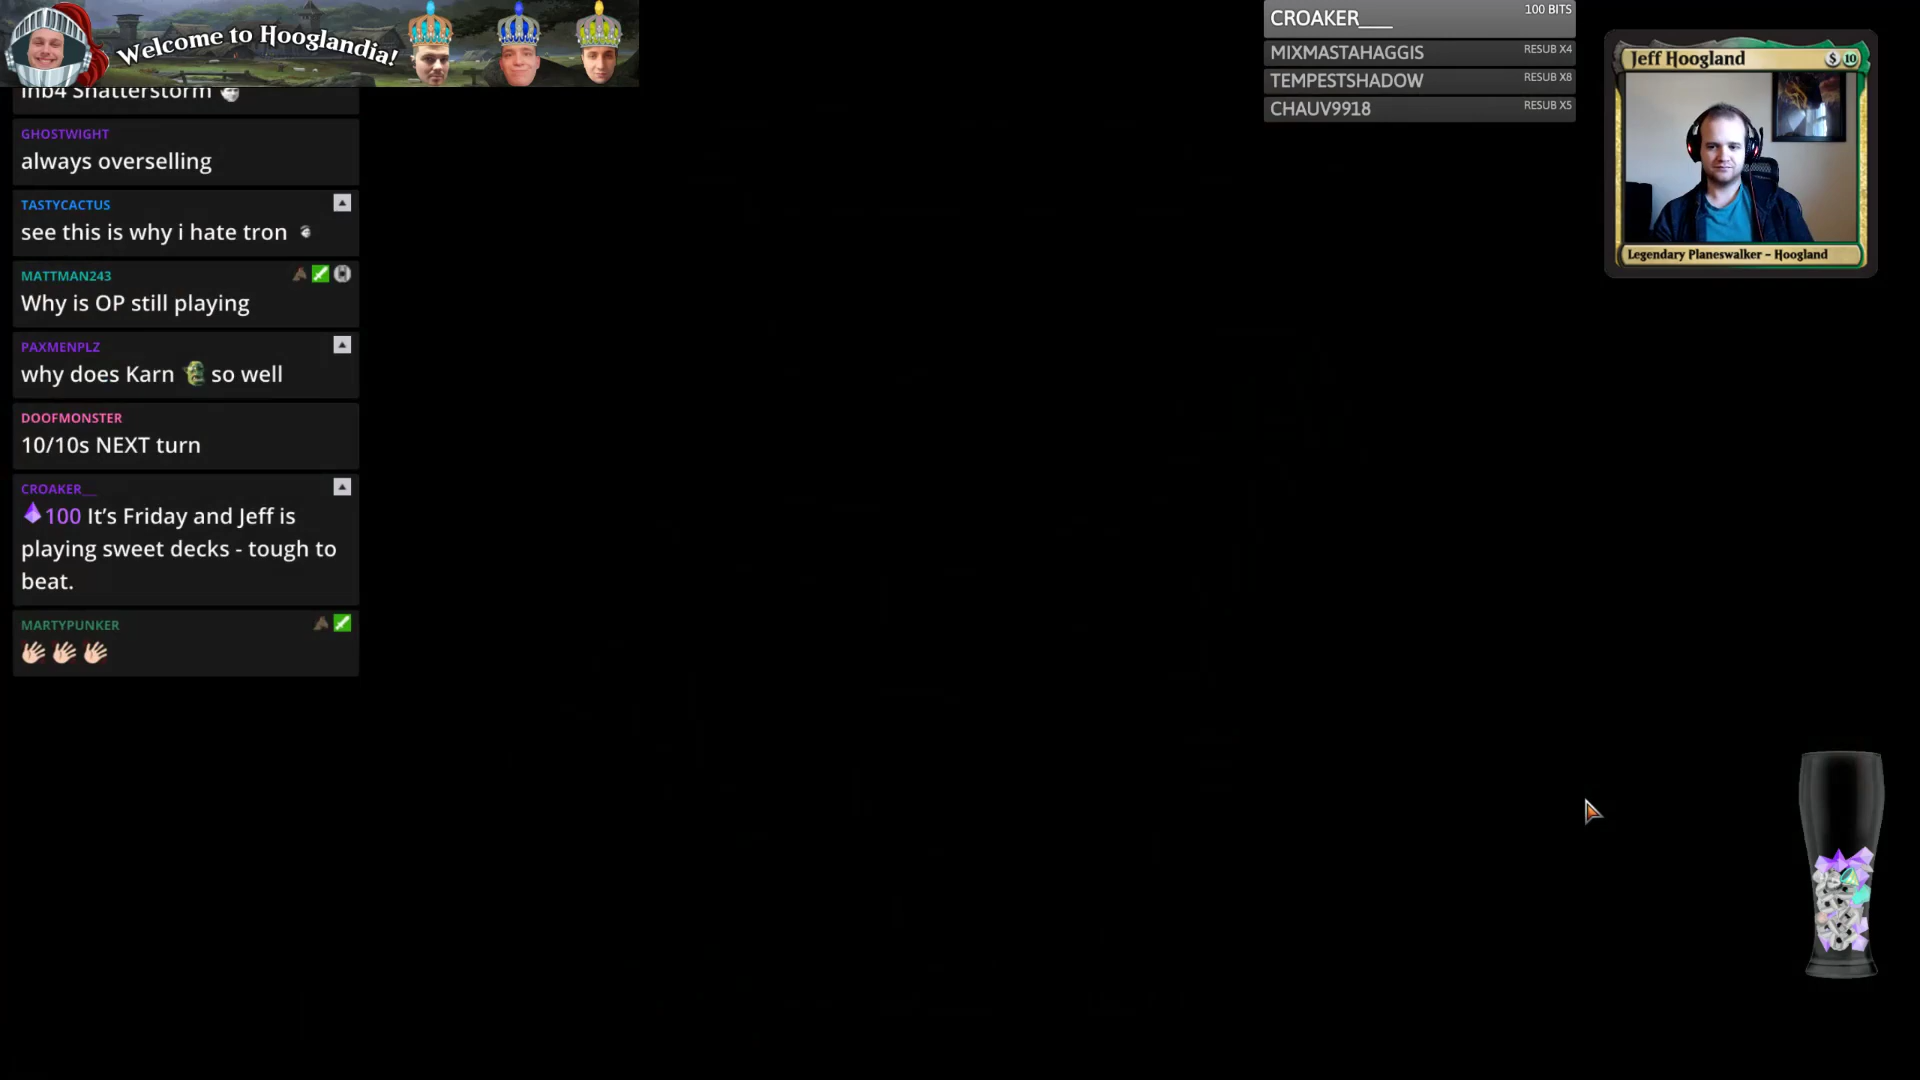 Welcome to Hooglandia!
inb4 Shatterstorm
GHOSTWIGHT
always overselling
TASTYCACTUS
see this is why i hate tron
MATTMAN243
Why is OP still playing
PAXMENPLZ
why does Karn so well
DOOFMONSTER
10/10s NEXT turn
CROAKER__
100 It's Friday and Jeff is
playing sweet decks - tough to
beat.
MARTYPUNKER
CROAKER___ 100 BITS
MIXMASTAHAGGIS RESUB X4
TEMPESTSHADOW RESUB X8
CHAUV9918 RESUB X5
Jeff Hoogland $ 10
Legendary Planeswalker – Hoogland